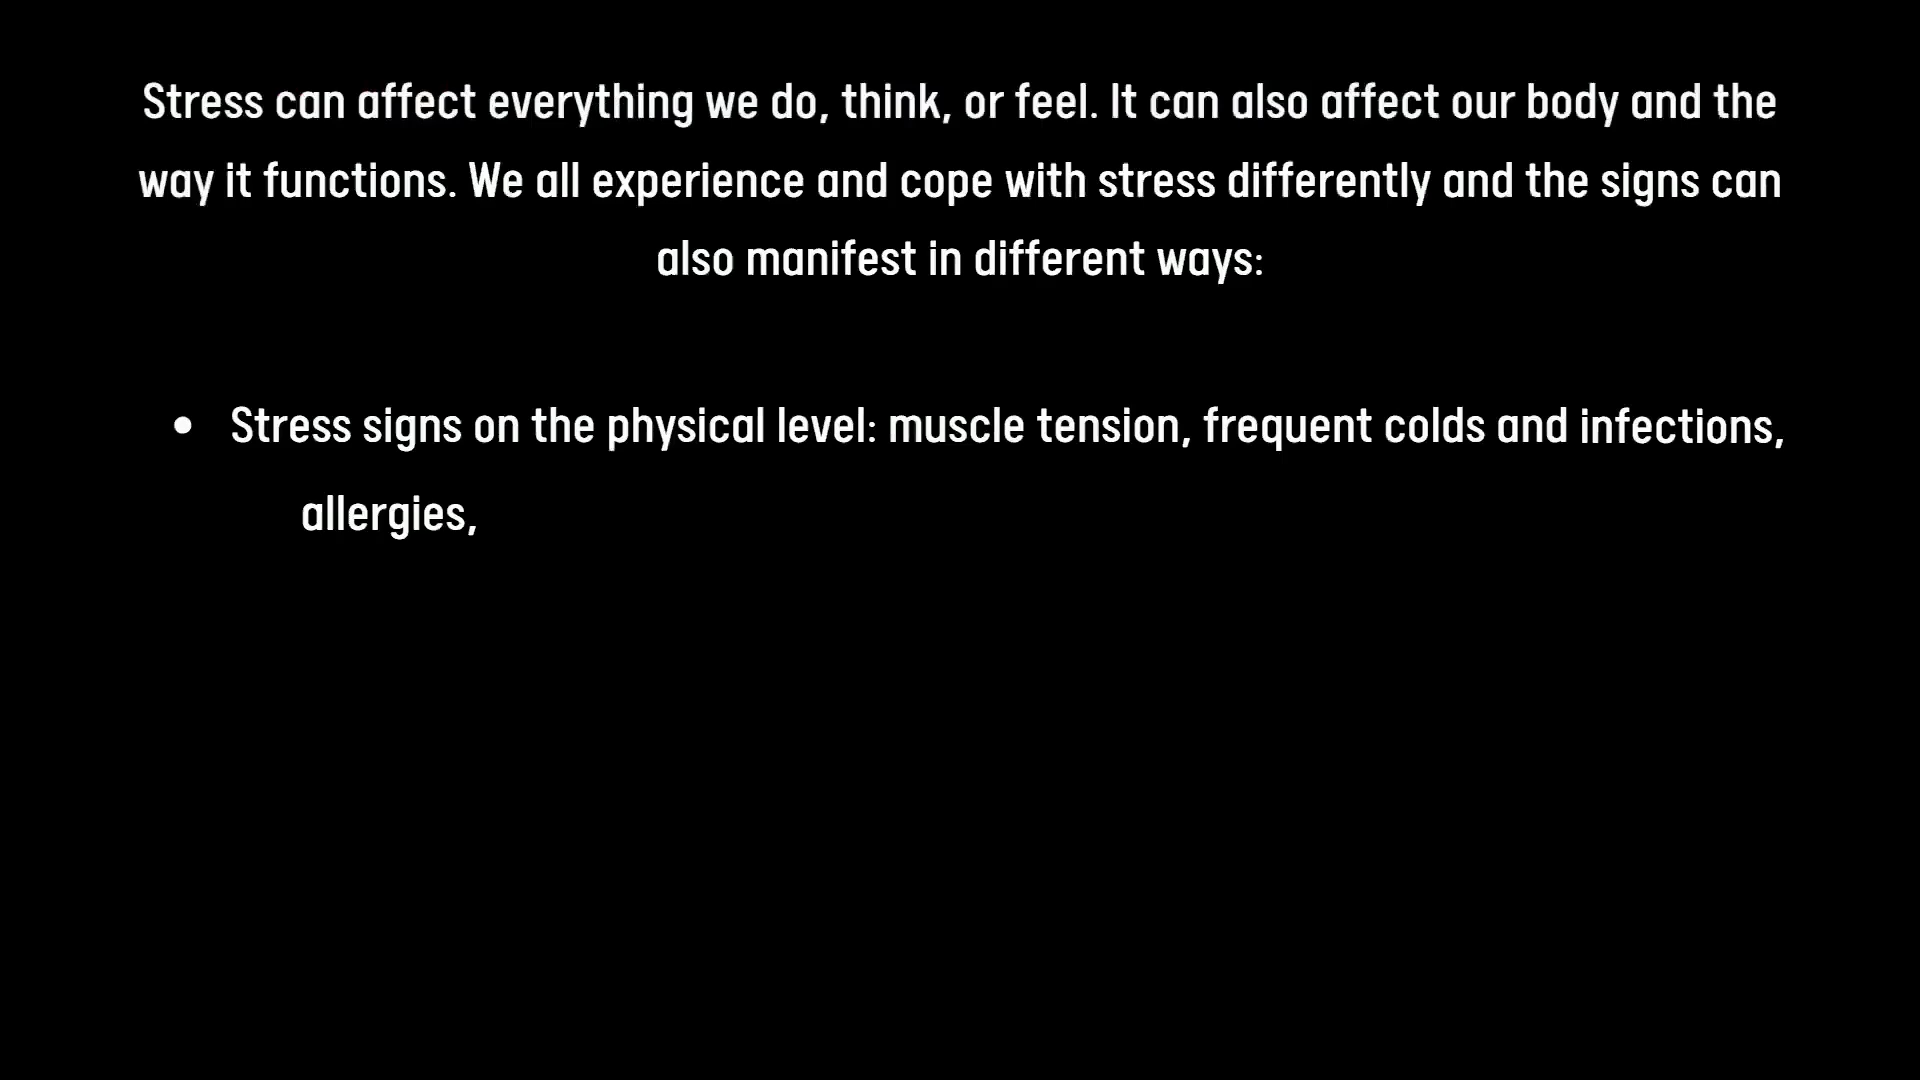 Stress can affect everything we do, think, or feel. It can also affect our body and the
way it functions. We all experience and cope with stress differently and the signs can
also manifest in different ways:
• Stress signs on the physical level: muscle tension, frequent colds and infections,
allergies,